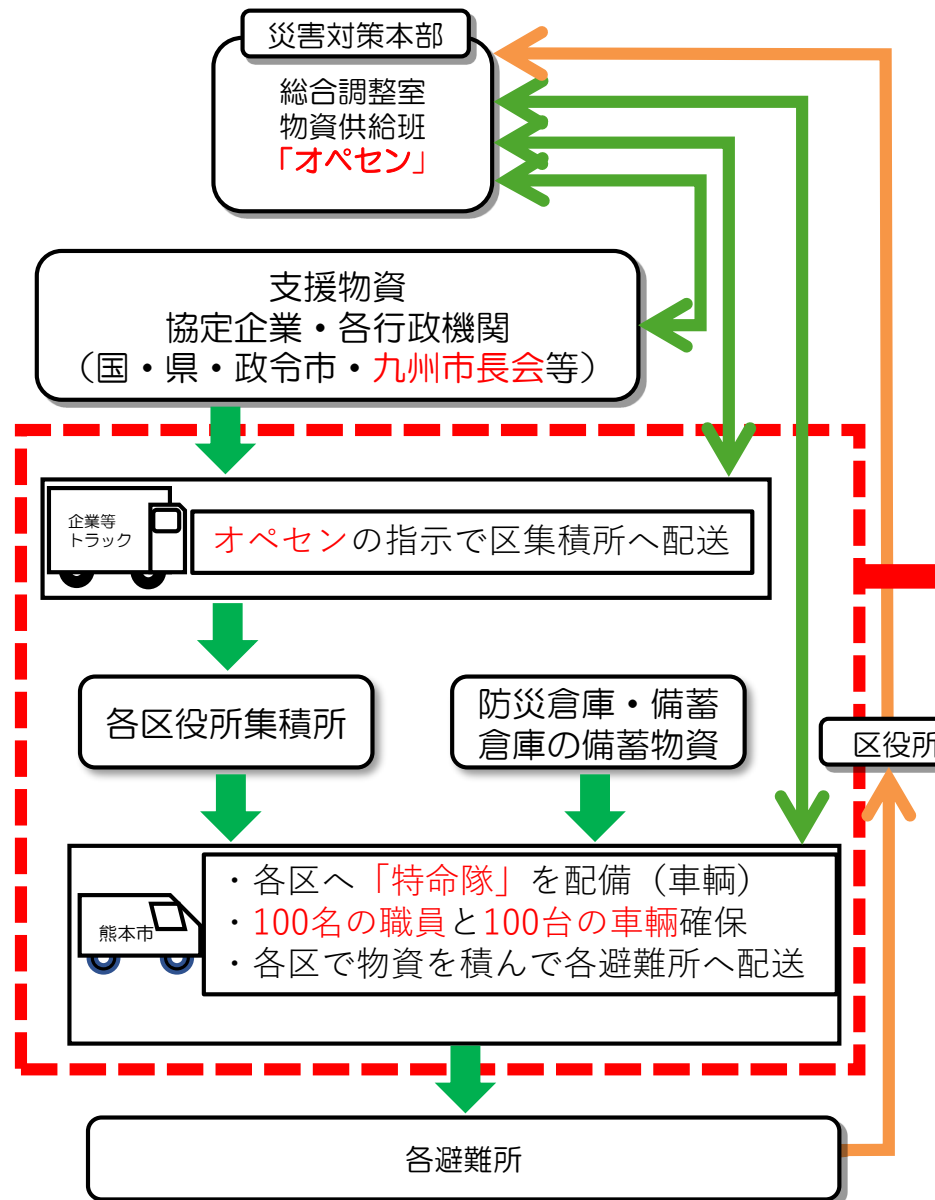 災害対策本部
総合調整室
物資供給班
「オペセン」
支援物資
協定企業・各行政機関
（国・県・政令市・九州市長会等）
企業等
トラック
オペセンの指示で区集積所へ配送
各区役所集積所
防災倉庫・備蓄
倉庫の備蓄物資
区役所
熊本市
・各区へ「特命隊」を配備（車輌）
・100名の職員と100台の車輌確保
・各区で物資を積んで各避難所へ配送
各避難所